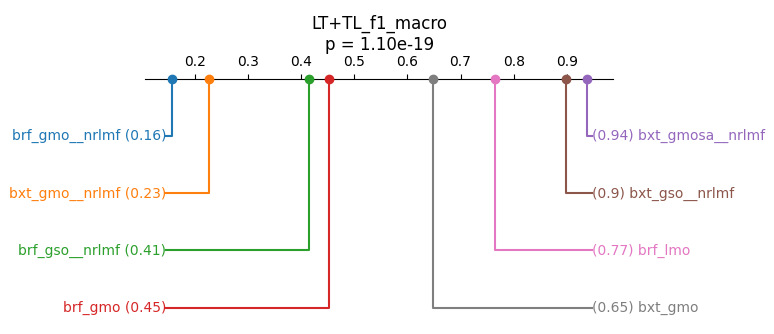 LT+TL_f1_macro
p = 1.10e-19
0.2 0.3 0.4 0.5 0.6 0.7 0.8 0.9
brf_gmo__nrlmf (0.16) (0.94) bxt_gmosa__nrlmf
bxt_gmo__nrlmf (0.23) (0.9) bxt_gso__nrlmf
brf_gso__nrlmf (0.41) (0.77) brf_lmo
brf_gmo (0.45) (0.65) bxt_gmo